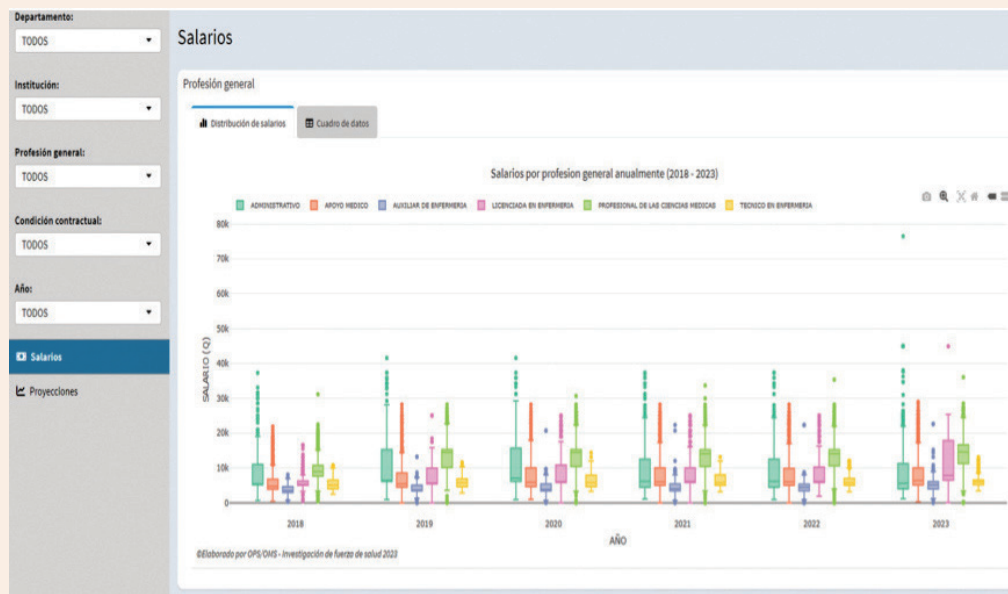 Departamento:
TODOS
Institución:
TODOS
Profesión general:
TODOS
Condición contractual:
TODOS
Año:
TODOS
Salarios
Proyecciones
Salarios
Profesión general
Distribución de salarios
Cuadro de datos
Salarios por profesion general anualmente (2018 - 2023)
ADMINISTRATIVO
APOYO MEDICO
AUXILIAR DE ENFERMERIA
LICENCIADA EN ENFERMERIA
PROFESIONAL DE LAS CIENCIAS MEDICAS
TECNICO EN ENFERMERIA
80k
70k
60k
50k
40k
30k
20k
10k
0
SALARIO (Q)
2018
2019
2020
2021
2022
2023
AÑO
©Elaborado por OPS/OMS - Investigación de fuerza de salud 2023